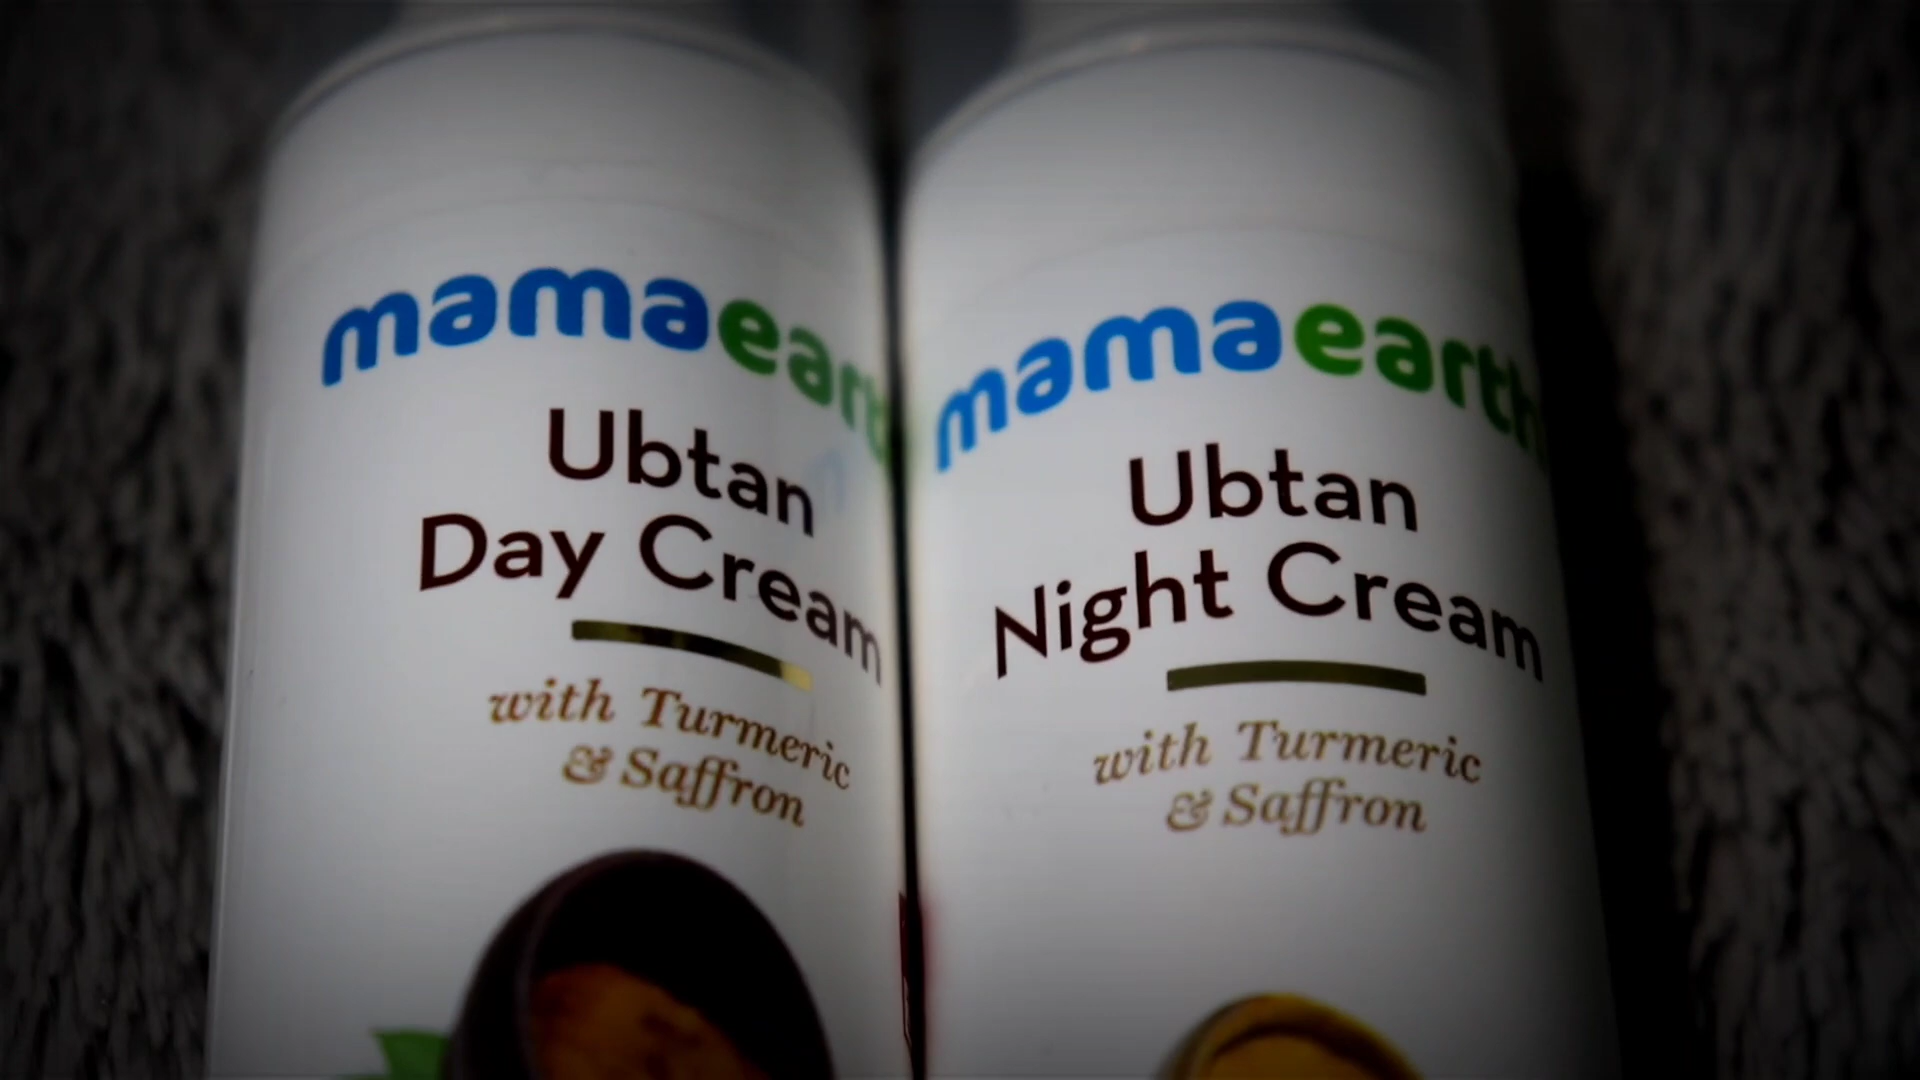 mamaearth
Ubtan
Day Cream
with Turmeric
& Saffron
mamaearth
Ubtan
Night Cream
with Turmeric
& Saffron